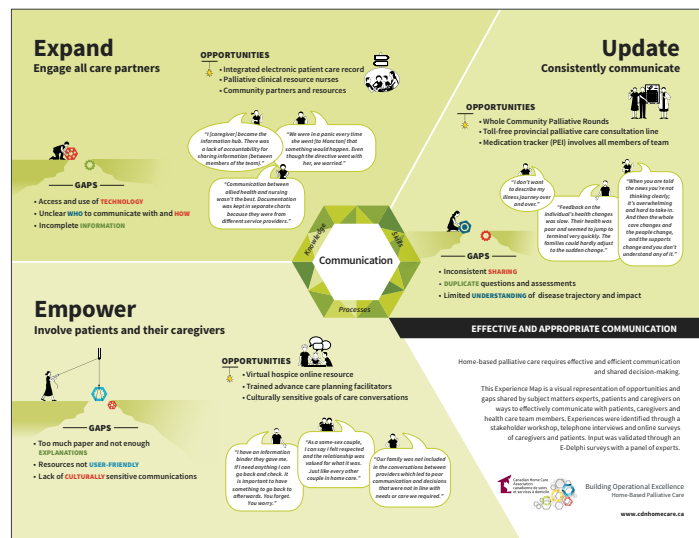 Expand
Engage all care partners
OPPORTUNITIES
• Integrated electronic patient care record
• Palliative clinical resource nurses
• Community partners and resources
"I [caregiver] became the
information hub. There was
a lack of accountability for
sharing information (between
members of the team)."
"We were in a panic every time
she went [to Moncton] that
something would happen. Even
though the directive went with
her, we worried."
"Communication between
allied health and nursing
wasn't the best. Documentation
was kept in separate charts
because they were from
different service providers."
GAPS
• Access and use of TECHNOLOGY
• Unclear WHO to communicate with and HOW
• Incomplete INFORMATION
Update
Consistently communicate
OPPORTUNITIES
• Whole Community Palliative Rounds
• Toll-free provincial palliative care consultation line
• Medication tracker (PEI) involves all members of team
"I don't want
to describe my
illness journey over
and over."
"Feedback on the
individual's health changes
was slow. Their health was
poor and seemed to jump to
terminal very quickly. The
families could hardly adjust
to the sudden change."
"When you are told
the news you're not
thinking clearly;
it's overwhelming
and hard to take in.
And then the whole
care changes and
the people change,
and the supports
change and you don't
understand any of it."
GAPS
• Inconsistent SHARING
• DUPLICATE questions and assessments
• Limited UNDERSTANDING of disease trajectory and impact
Knowledge
Skills
Communication
Processes
Empower
Involve patients and their caregivers
OPPORTUNITIES
• Virtual hospice online resource
• Trained advance care planning facilitators
• Culturally sensitive goals of care conversations
GAPS
• Too much paper and not enough
EXPLANATIONS
• Resources not USER-FRIENDLY
• Lack of CULTURALLY sensitive communications
"I have an information
binder they gave me.
If I need anything I can
go back and check. It
is important to have
something to go back to
afterwards. You forget.
You worry."
"As a same-sex couple,
I can say I felt respected
and the relationship was
valued for what it was.
Just like every other
couple in home care."
"Our family was not included
in the conversations between
providers which led to poor
communication and decisions
that were not in line with
needs or care we required."
EFFECTIVE AND APPROPRIATE COMMUNICATION
Home-based palliative care requires effective and efficient communication
and shared decision-making.
This Experience Map is a visual representation of opportunities and
gaps shared by subject matters experts, patients and caregivers on
ways to effectively communicate with patients, caregivers and
health care team members. Experiences were identified through a
stakeholder workshop, telephone interviews and online surveys
of caregivers and patients. Input was validated through an
E-Delphi surveys with a panel of experts.
Canadian Home Care
Association
canadienne de soins
et services à domicile
Building Operational Excellence
Home-Based Palliative Care
www.cdnhomecare.ca